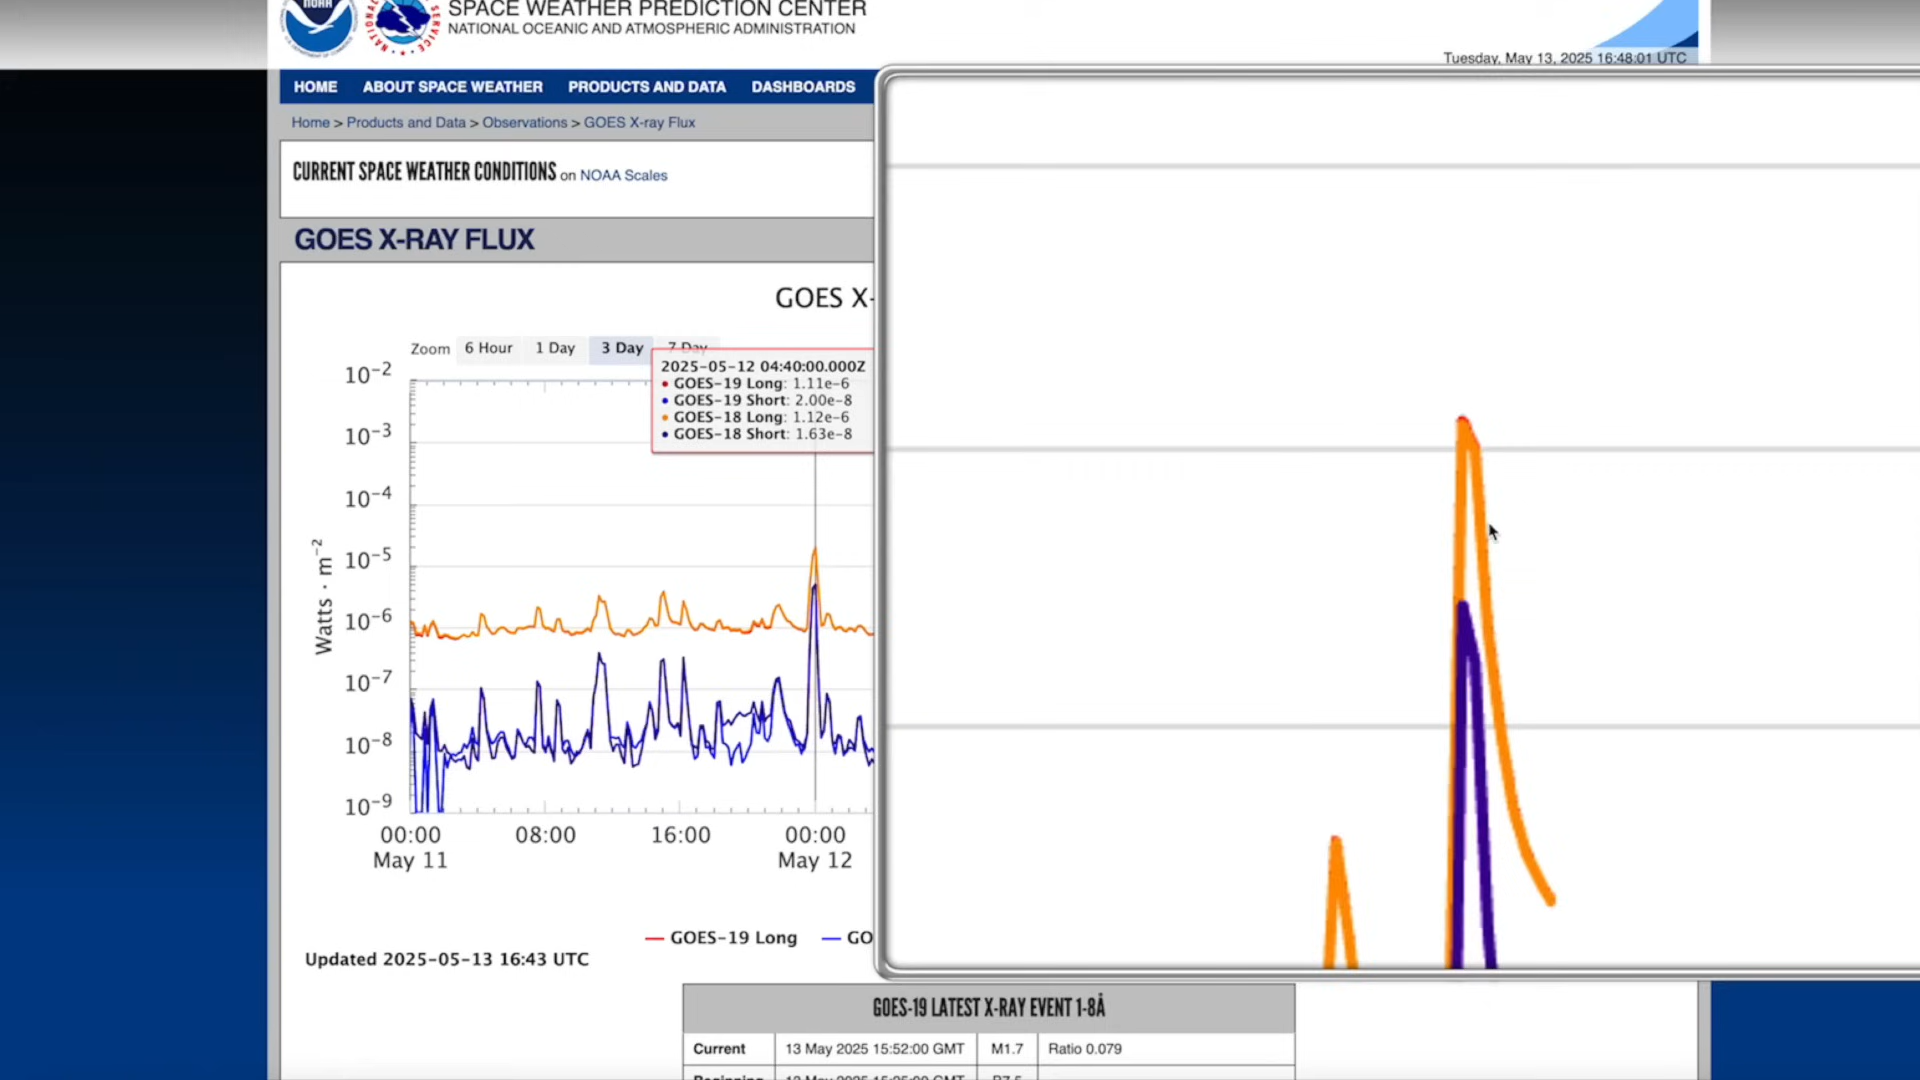 NOAA
NATIONAL SERVICE
SPACE WEATHER PREDICTION CENTER
NATIONAL OCEANIC AND ATMOSPHERIC ADMINISTRATION
Tuesday, May 13, 2025 16:48:01 UTC
HOME ABOUT SPACE WEATHER PRODUCTS AND DATA DASHBOARDS
Home > Products and Data > Observations > GOES X-ray Flux
CURRENT SPACE WEATHER CONDITIONS on NOAA Scales
GOES X-RAY FLUX
GOES X-
Zoom 6 Hour 1 Day 3 Day 7 Day
2025-05-12 04:40:00.000Z
• GOES-19 Long: 1.11e-6
• GOES-19 Short: 2.00e-8
• GOES-18 Long: 1.12e-6
• GOES-18 Short: 1.63e-8
Watts · m⁻²
10⁻²
10⁻³
10⁻⁴
10⁻⁵
10⁻⁶
10⁻⁷
10⁻⁸
10⁻⁹
00:00 08:00 16:00 00:00
May 11 May 12
GOES-19 Long GO
Updated 2025-05-13 16:43 UTC
GOES-19 LATEST X-RAY EVENT 1-8Å
Current 13 May 2025 15:52:00 GMT M1.7 Ratio 0.079